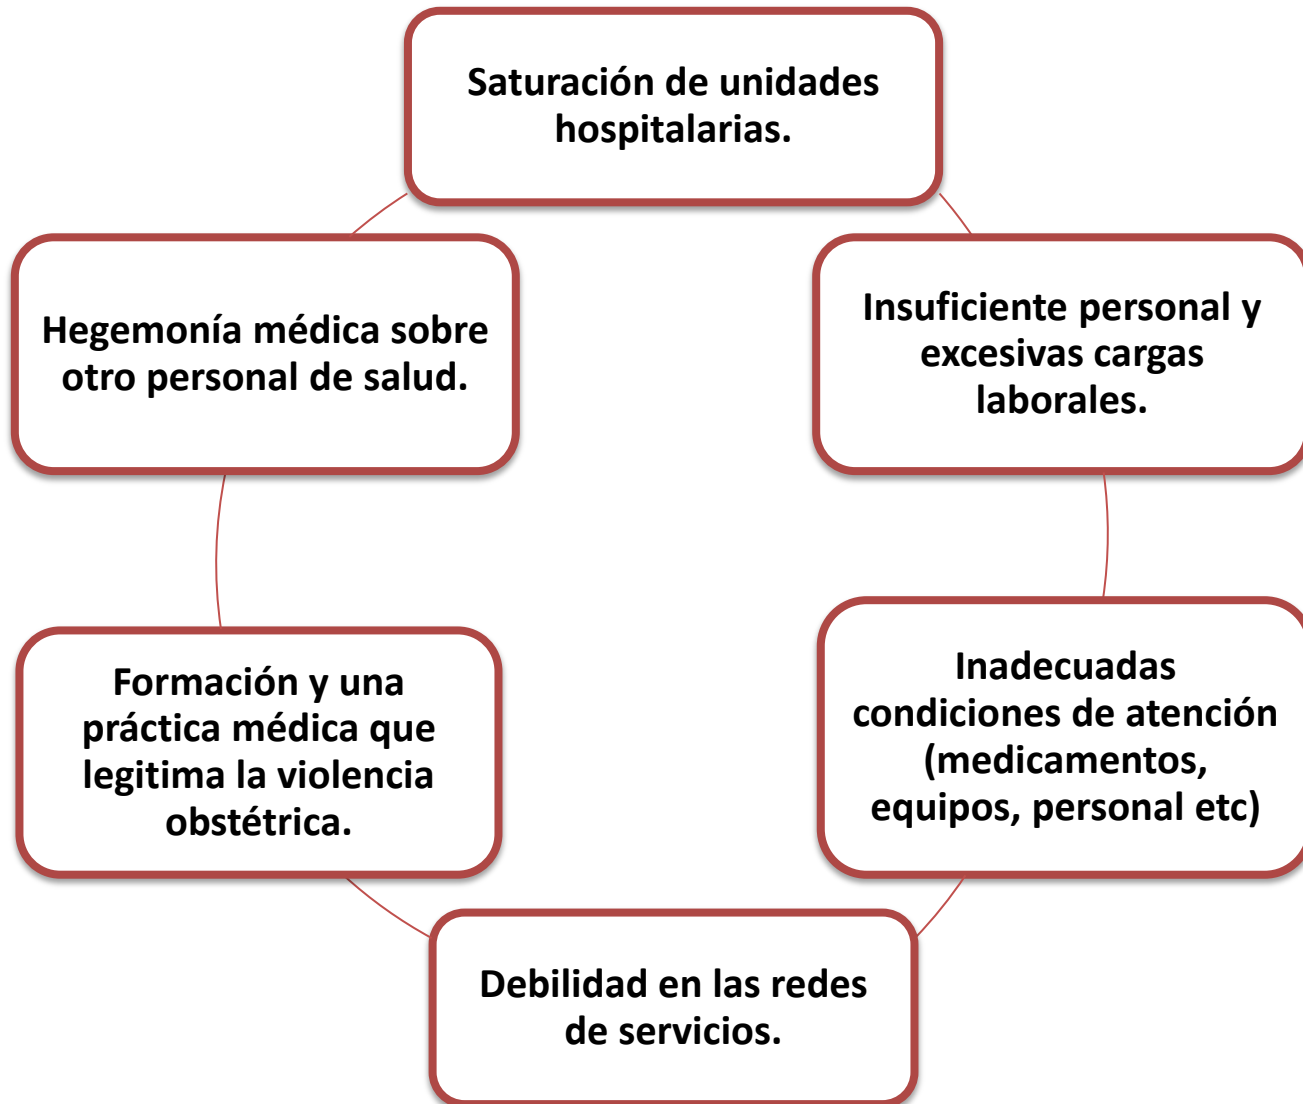 Saturación de unidades
hospitalarias.
Insuficiente personal y
excesivas cargas
laborales.
Inadecuadas
condiciones de atención
(medicamentos,
equipos, personal etc)
Debilidad en las redes
de servicios.
Formación y una
práctica médica que
legitima la violencia
obstétrica.
Hegemonía médica sobre
otro personal de salud.